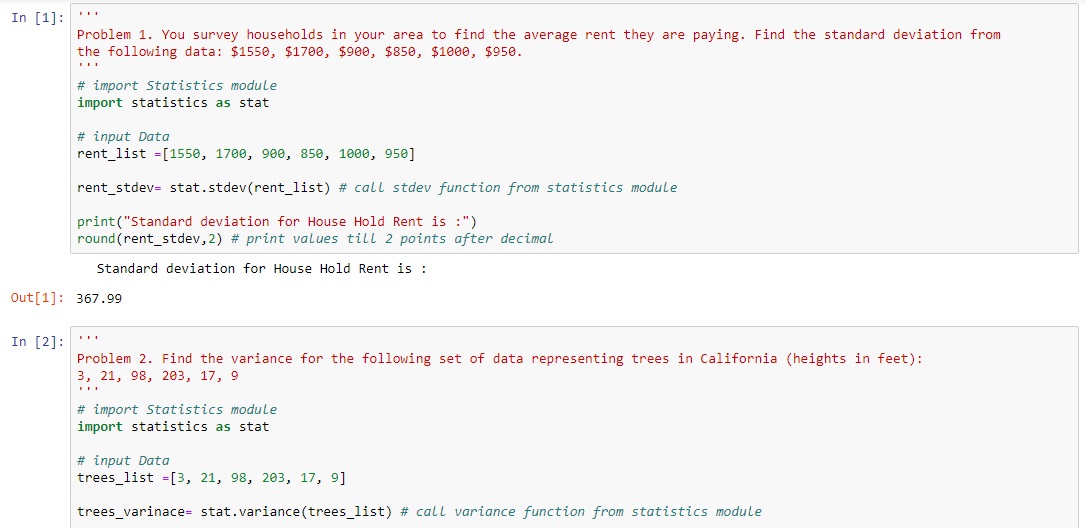 In [1]: '''
Problem 1. You survey households in your area to find the average rent they are paying. Find the standard deviation from
the following data: $1550, $1700, $900, $850, $1000, $950.
'''
# import Statistics module
import statistics as stat
# input Data
rent_list =[1550, 1700, 900, 850, 1000, 950]
rent_stdev= stat.stdev(rent_list) # call stdev function from statistics module
print("Standard deviation for House Hold Rent is :")
round(rent_stdev,2) # print values till 2 points after decimal
Standard deviation for House Hold Rent is :
Out[1]: 367.99
In [2]: '''
Problem 2. Find the variance for the following set of data representing trees in California (heights in feet):
3, 21, 98, 203, 17, 9
'''
# import Statistics module
import statistics as stat
# input Data
trees_list =[3, 21, 98, 203, 17, 9]
trees_varinace= stat.variance(trees_list) # call variance function from statistics module